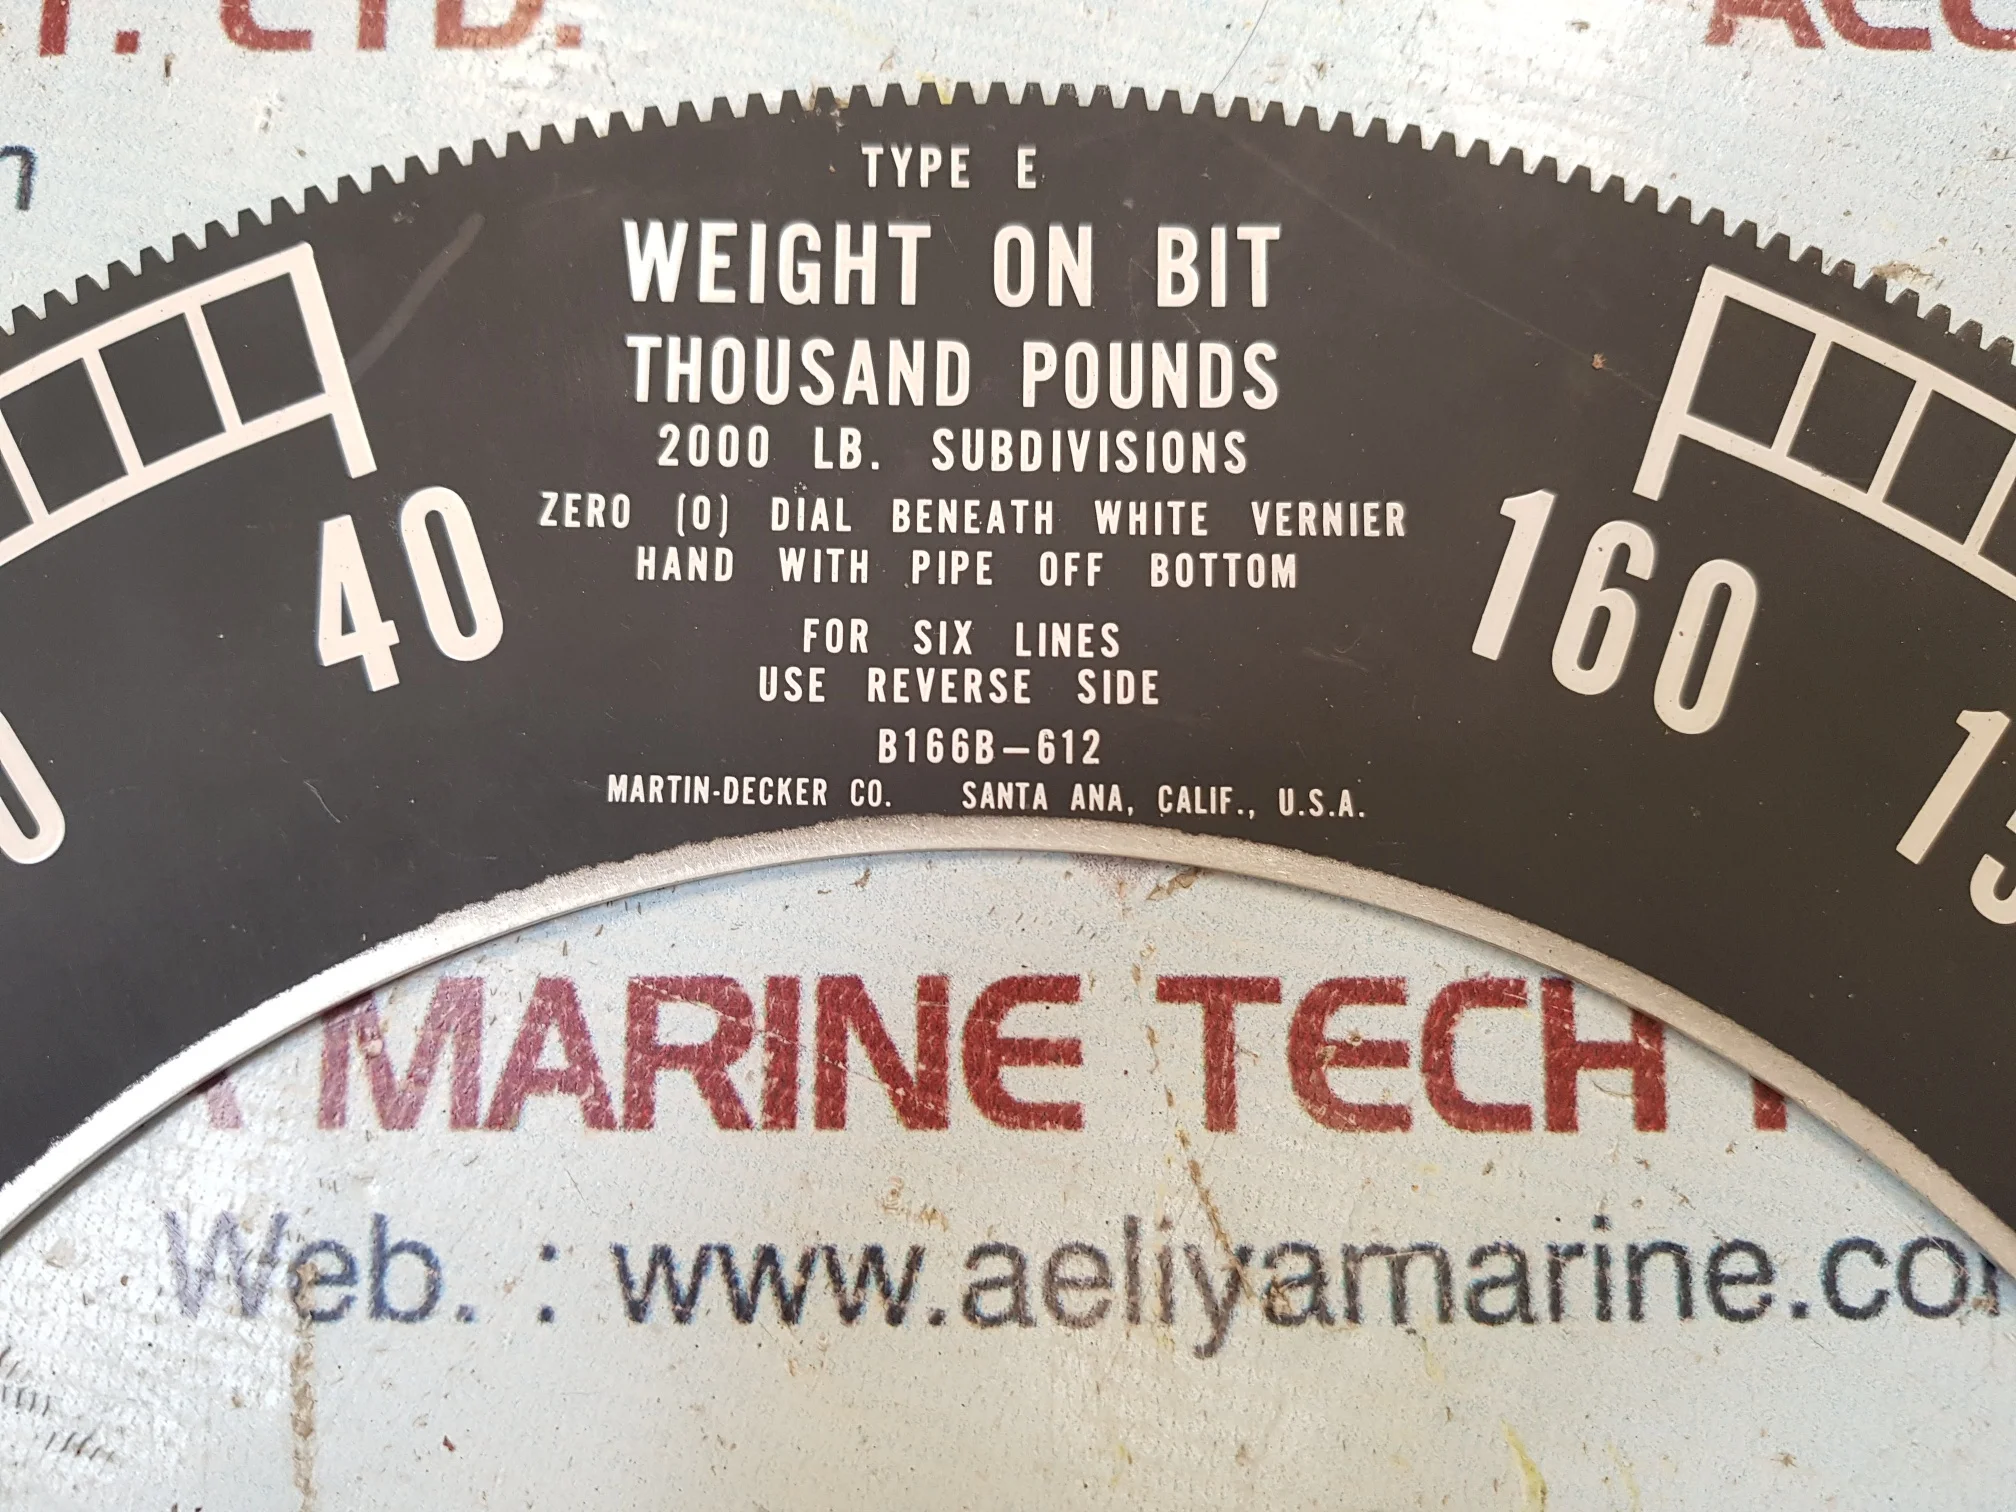 T. LTD.
TYPE E
WEIGHT ON BIT
THOUSAND POUNDS
2000 LB. SUBDIVISIONS
ZERO (0) DIAL BENEATH WHITE VERNIER
HAND WITH PIPE OFF BOTTOM
FOR SIX LINES
USE REVERSE SIDE
B166B-612
MARTIN-DECKER CO. SANTA ANA, CALIF., U.S.A.
40
160
MARINE TECH
Web. : www.aeliyamarine.co